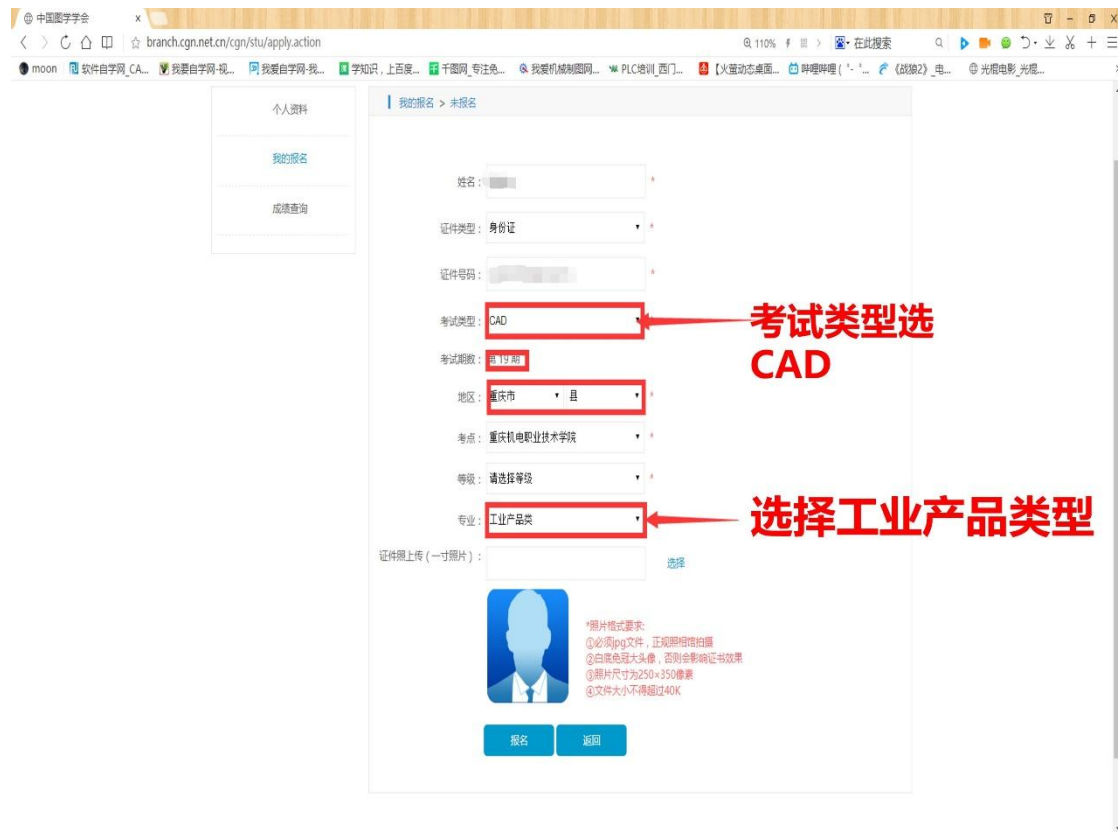 中国图学学会
branch.cgn.net.cn/cgn/stu/apply.action
110%
在此搜索
moon 软件自学网_CA... 我要自学网-视... 我爱自学网-我... 学知识，上百度... 千图网_专注免... 我爱机械制图网... PLC培训_西门... 【火萤动态桌面... 哔哩哔哩 ( ゜- ゜... 《战狼2》_电... 光棍电影_光棍...
个人资料
我的报名
成绩查询
我的报名 > 未报名
姓名： *
证件类型： 身份证 *
证件号码： *
考试类型： CAD
考试类型选
CAD
考试期数： 第 19 期
地区： 重庆市 县 *
考点： 重庆机电职业技术学院 *
等级： 请选择等级 *
专业： 工业产品类
选择工业产品类型
证件照上传 ( 一寸照片 ) ： 选择
*照片格式要求:
①必须jpg文件，正规照相馆拍摄
②白底免冠大头像，否则会影响证书效果
③照片尺寸为250×350像素
④文件大小不得超过40K
报名 返回